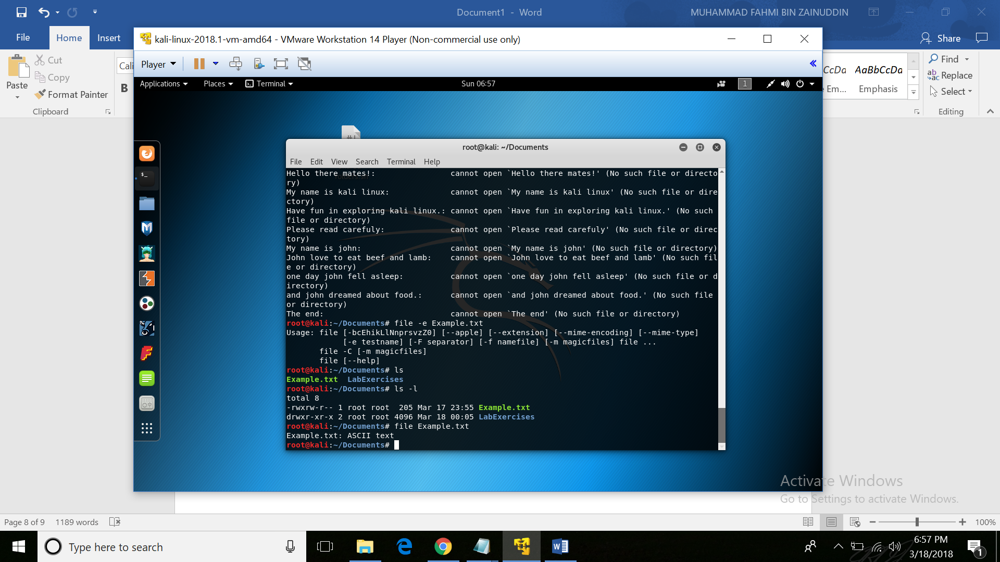 Document1 - Word
MUHAMMAD FAHMI BIN ZAINUDDIN
File
Home
Insert
Share
kali-linux-2018.1-vm-amd64 - VMware Workstation 14 Player (Non-commercial use only)
Player
Paste
Cut
Copy
Format Painter
Clipboard
Cali
B
AaBbCcDd
Em...
Emphasis
Find
Replace
Select
Editing
Applications
Places
Terminal
Sun 06:57
1
root@kali: ~/Documents
File Edit View Search Terminal Help
Hello there mates!: cannot open `Hello there mates!' (No such file or directo
ry)
My name is kali linux: cannot open `My name is kali linux' (No such file or dire
ctory)
Have fun in exploring kali linux.: cannot open `Have fun in exploring kali linux.' (No such
file or directory)
Please read carefuly: cannot open `Please read carefuly' (No such file or direc
tory)
My name is john: cannot open `My name is john' (No such file or directory)
John love to eat beef and lamb: cannot open `John love to eat beef and lamb' (No such fil
e or directory)
one day john fell asleep: cannot open `one day john fell asleep' (No such file or d
irectory)
and john dreamed about food.: cannot open `and john dreamed about food.' (No such file
or directory)
The end: cannot open `The end' (No such file or directory)
root@kali:~/Documents# file -e Example.txt
Usage: file [-bcEhikLlNnprsvzZ0] [--apple] [--extension] [--mime-encoding] [--mime-type]
[-e testname] [-F separator] [-f namefile] [-m magicfiles] file ...
file -C [-m magicfiles]
file [--help]
root@kali:~/Documents# ls
Example.txt LabExercises
root@kali:~/Documents# ls -l
total 8
-rwxrw-r-- 1 root root 205 Mar 17 23:55 Example.txt
drwxr-xr-x 2 root root 4096 Mar 18 00:05 LabExercises
root@kali:~/Documents# file Example.txt
Example.txt: ASCII text
root@kali:~/Documents#
Activate Windows
Go to Settings to activate Windows.
Page 8 of 9
1189 words
100%
Type here to search
6:57 PM
3/18/2018
1